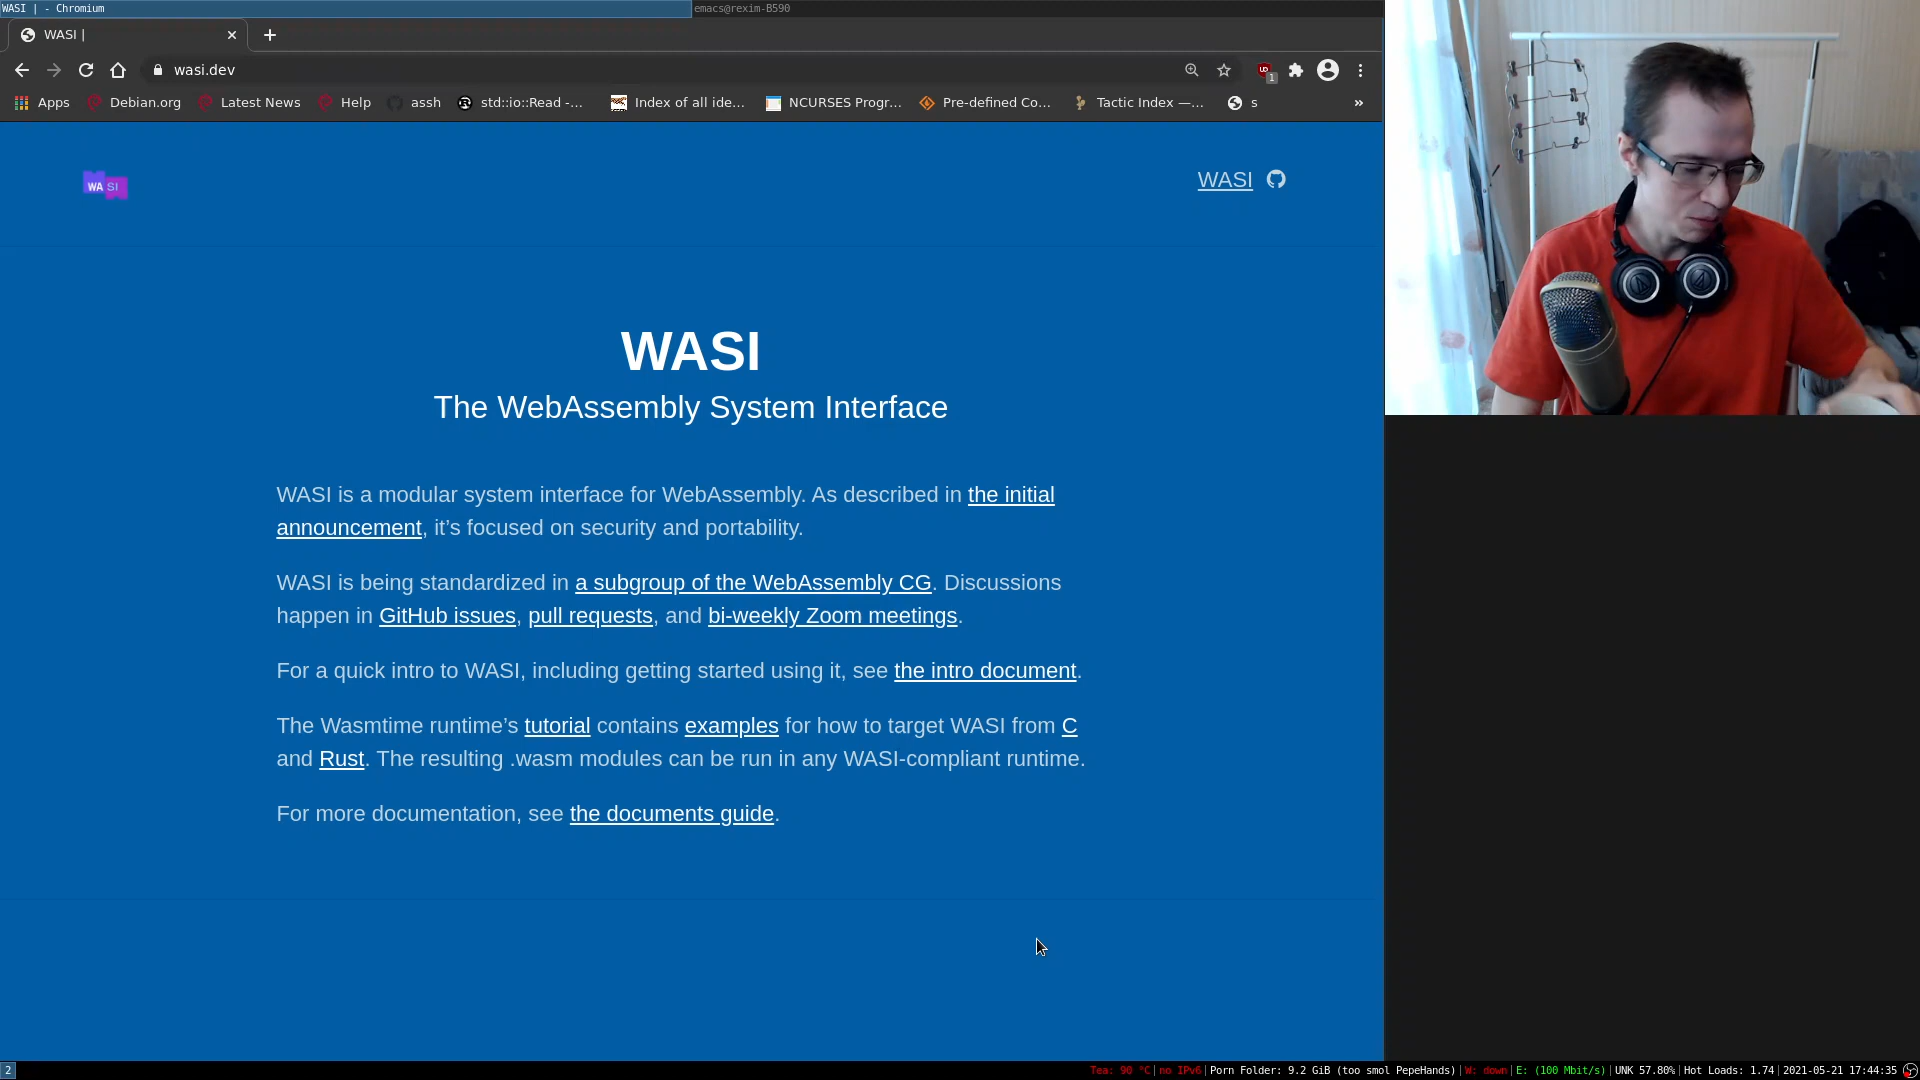 WASI | - Chromium
emacs@rexim-B590
WASI |
wasi.dev
1
Apps
Debian.org
Latest News
Help
assh
std::io::Read -...
Index of all ide...
NCURSES Progr...
Pre-defined Co...
Tactic Index —...
s
»
WA SI
WASI
WASI
The WebAssembly System Interface
WASI is a modular system interface for WebAssembly. As described in the initial
announcement, it’s focused on security and portability.
WASI is being standardized in a subgroup of the WebAssembly CG. Discussions
happen in GitHub issues, pull requests, and bi-weekly Zoom meetings.
For a quick intro to WASI, including getting started using it, see the intro document.
The Wasmtime runtime’s tutorial contains examples for how to target WASI from C
and Rust. The resulting .wasm modules can be run in any WASI-compliant runtime.
For more documentation, see the documents guide.
2
Tea: 90 °C|no IPv6|Porn Folder: 9.2 GiB (too smol PepeHands)|W: down|E: (100 Mbit/s)|UNK 57.80%|Hot Loads: 1.74|2021-05-21 17:44:35